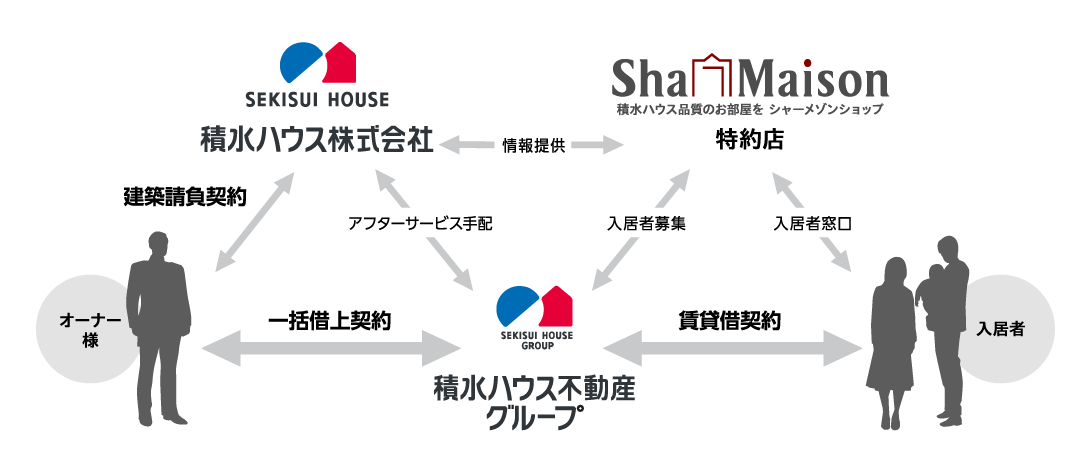 SEKISUI HOUSE
積水ハウス株式会社
ShaMaison
積水ハウス品質のお部屋を シャーメゾンショップ
特約店
情報提供
建築請負契約
アフターサービス手配
入居者募集
入居者窓口
オーナー
様
一括借上契約
SEKISUI HOUSE
GROUP
積水ハウス不動産
グループ
賃貸借契約
入居者